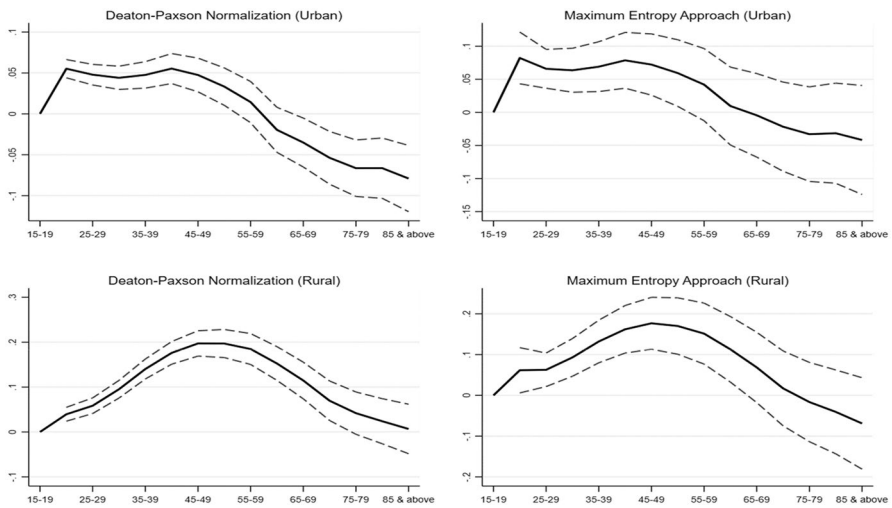 Deaton-Paxson Normalization (Urban)
.1
.05
0
-.05
-.1
15-19 25-29 35-39 45-49 55-59 65-69 75-79 85 & above
Maximum Entropy Approach (Urban)
.1
.05
0
-.05
-.1
-.15
15-19 25-29 35-39 45-49 55-59 65-69 75-79 85 & above
Deaton-Paxson Normalization (Rural)
.3
.2
.1
0
-.1
15-19 25-29 35-39 45-49 55-59 65-69 75-79 85 & above
Maximum Entropy Approach (Rural)
.2
.1
0
-.1
-.2
15-19 25-29 35-39 45-49 55-59 65-69 75-79 85 & above